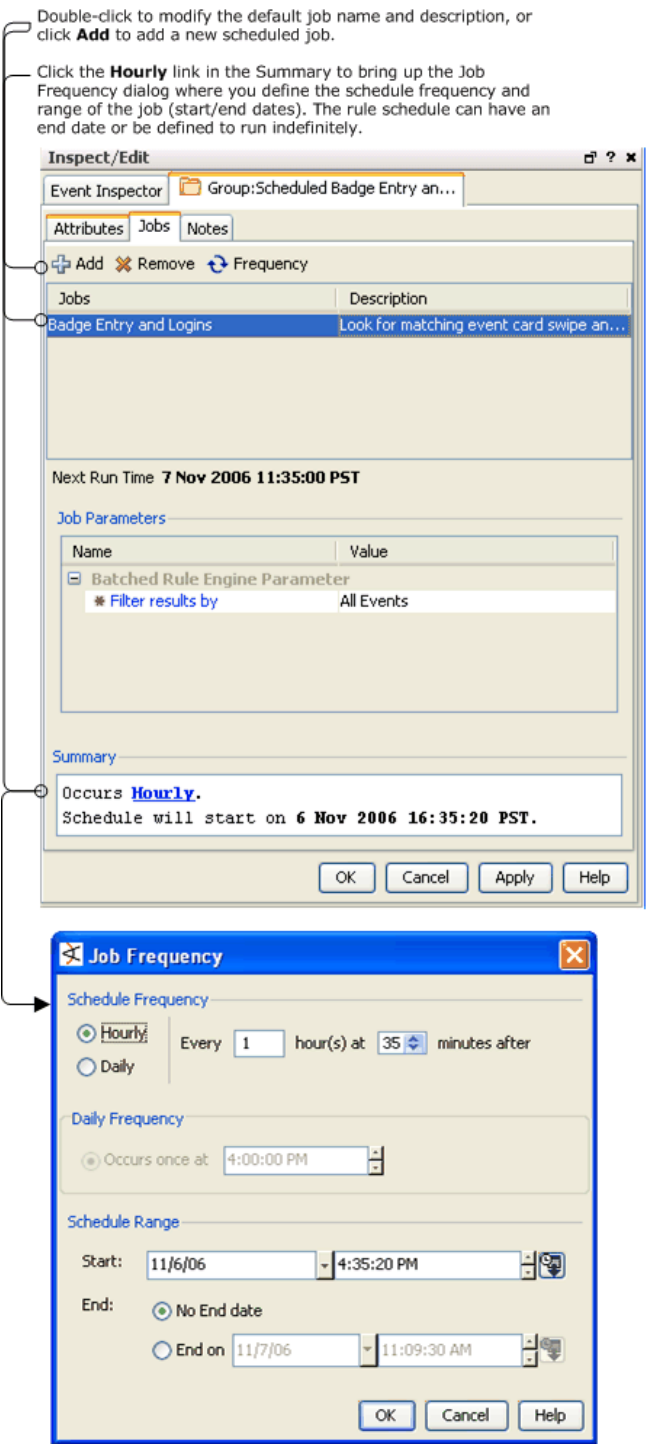 Double-click to modify the default job name and description, or
click Add to add a new scheduled job.
Click the Hourly link in the Summary to bring up the Job
Frequency dialog where you define the schedule frequency and
range of the job (start/end dates). The rule schedule can have an
end date or be defined to run indefinitely.
Inspect/Edit
Event Inspector Group:Scheduled Badge Entry an...
Attributes Jobs Notes
Add Remove Frequency
Jobs Description
Badge Entry and Logins Look for matching event card swipe an...
Next Run Time 7 Nov 2006 11:35:00 PST
Job Parameters
Name Value
Batched Rule Engine Parameter
Filter results by All Events
Summary
Occurs Hourly.
Schedule will start on 6 Nov 2006 16:35:20 PST.
OK Cancel Apply Help
Job Frequency
Schedule Frequency
Hourly Every 1 hour(s) at 35 minutes after
Daily
Daily Frequency
Occurs once at 4:00:00 PM
Schedule Range
Start: 11/6/06 4:35:20 PM
End: No End date
End on 11/7/06 11:09:30 AM
OK Cancel Help